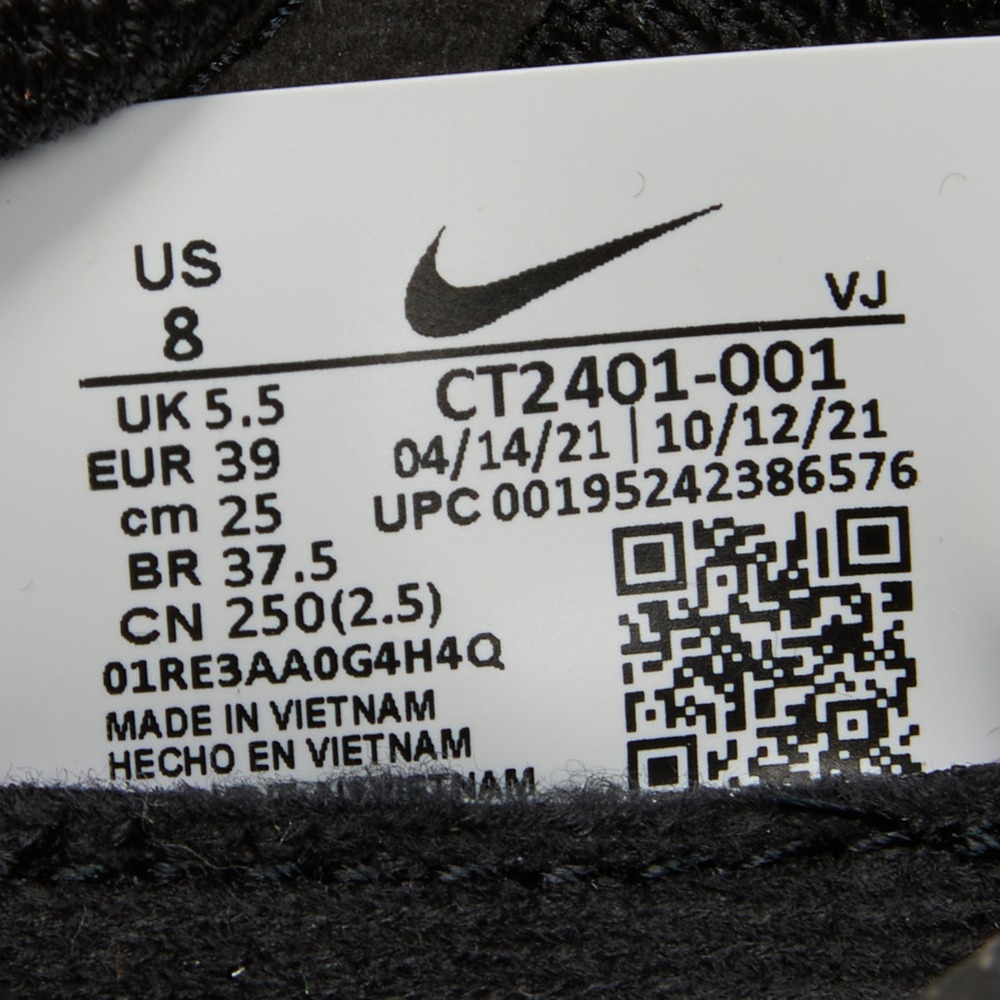 US
8
VJ
UK 5.5
EUR 39
cm 25
BR 37.5
CN 250(2.5)
CT2401-001
04/14/21 | 10/12/21
UPC 00195242386576
01RE3AA0G4H4Q
MADE IN VIETNAM
HECHO EN VIETNAM
VIETNAM